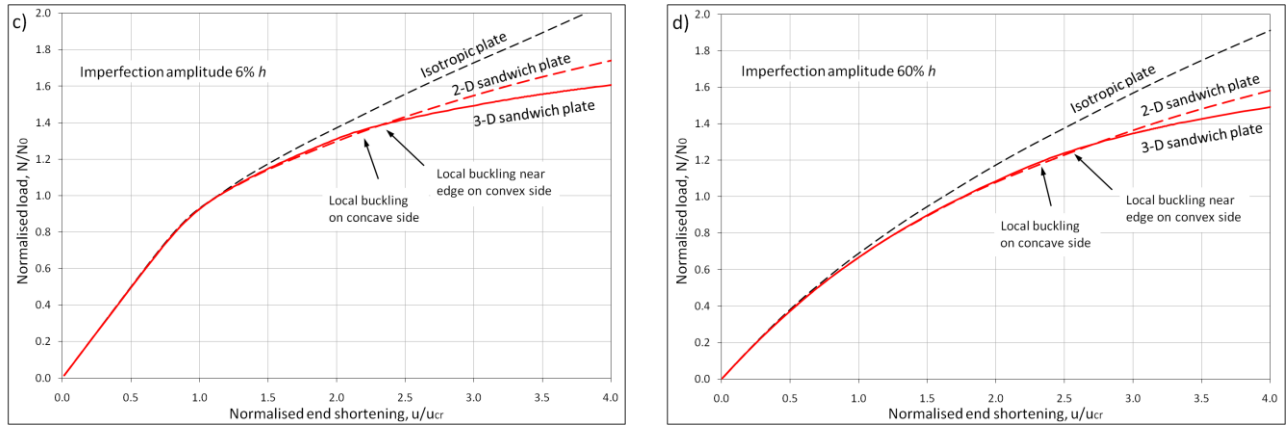 c)
Imperfection amplitude 6% h
Isotropic plate
2-D sandwich plate
3-D sandwich plate
Local buckling near
edge on convex side
Local buckling
on concave side
Normalised load, N/N0
2.0
1.8
1.6
1.4
1.2
1.0
0.8
0.6
0.4
0.2
0.0
0.0 0.5 1.0 1.5 2.0 2.5 3.0 3.5 4.0
Normalised end shortening, u/ucr
d)
Imperfection amplitude 60% h
Isotropic plate
2-D sandwich plate
3-D sandwich plate
Local buckling near
edge on convex side
Local buckling
on concave side
Normalised load, N/N0
2.0
1.8
1.6
1.4
1.2
1.0
0.8
0.6
0.4
0.2
0.0
0.0 0.5 1.0 1.5 2.0 2.5 3.0 3.5 4.0
Normalised end shortening, u/ucr